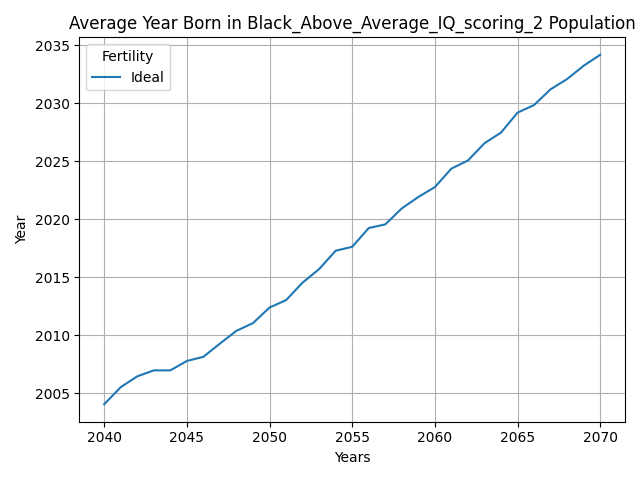 Average Year Born in Black_Above_Average_IQ_scoring_2 Population
Fertility
Ideal
2035
2030
2025
2020
2015
2010
2005
Year
2040 2045 2050 2055 2060 2065 2070
Years